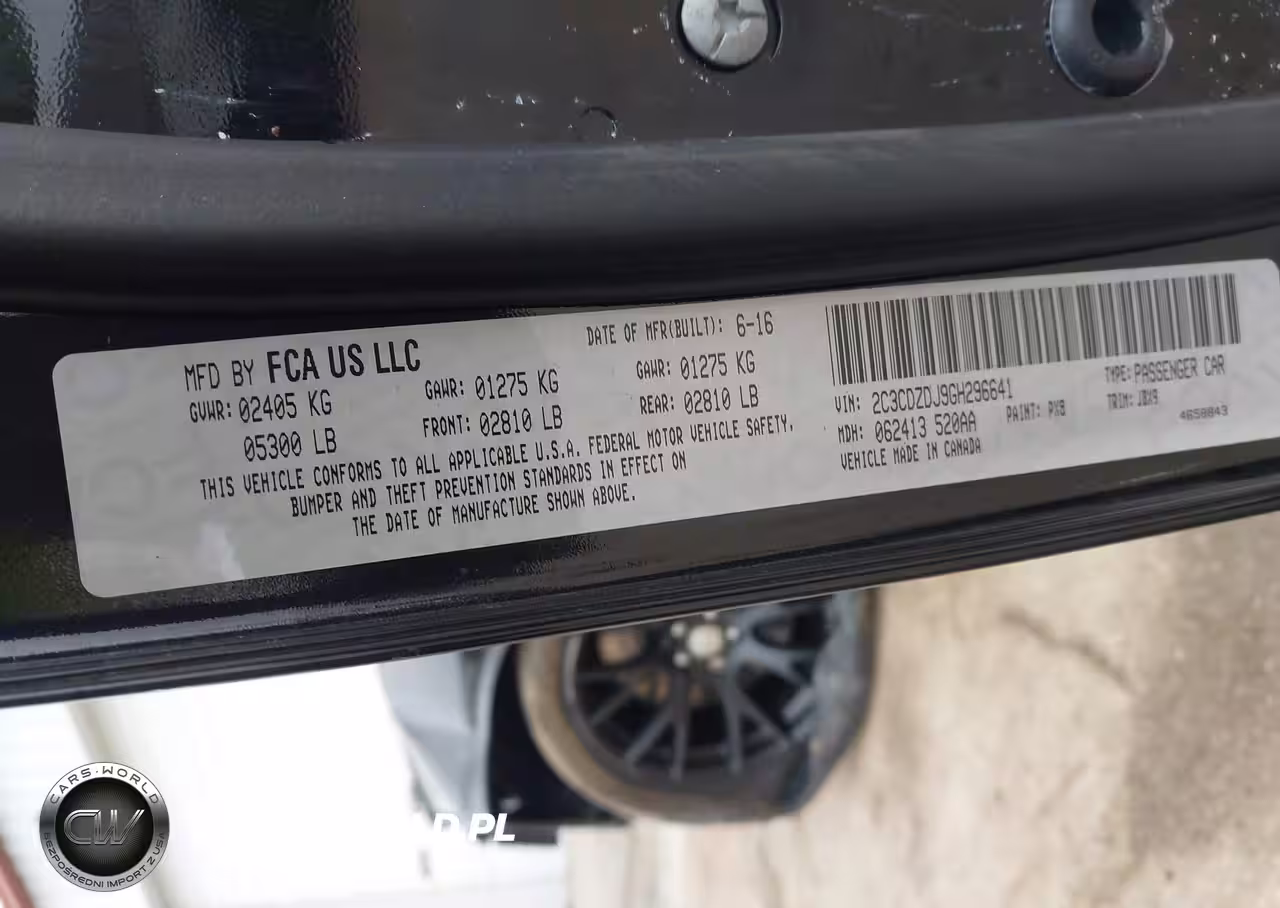 MFD BY FCA US LLC
DATE OF MFR(BUILT): 6-16
GVWR: 02405 KG
05300 LB
GAWR: 01275 KG
FRONT: 02810 LB
GAWR: 01275 KG
REAR: 02810 LB
THIS VEHICLE CONFORMS TO ALL APPLICABLE U.S.A. FEDERAL MOTOR VEHICLE SAFETY,
BUMPER AND THEFT PREVENTION STANDARDS IN EFFECT ON
THE DATE OF MANUFACTURE SHOWN ABOVE.
VIN: 2C3CDZDJ9GH296641
TYPE: PASSENGER CAR
MDH: 062413 520AA
PAINT: PX8
TRIM: JBX9
VEHICLE MADE IN CANADA
4658843
CARS-WORLD
CW
BEZPOŚREDNI IMPORT Z USA
AD.PL